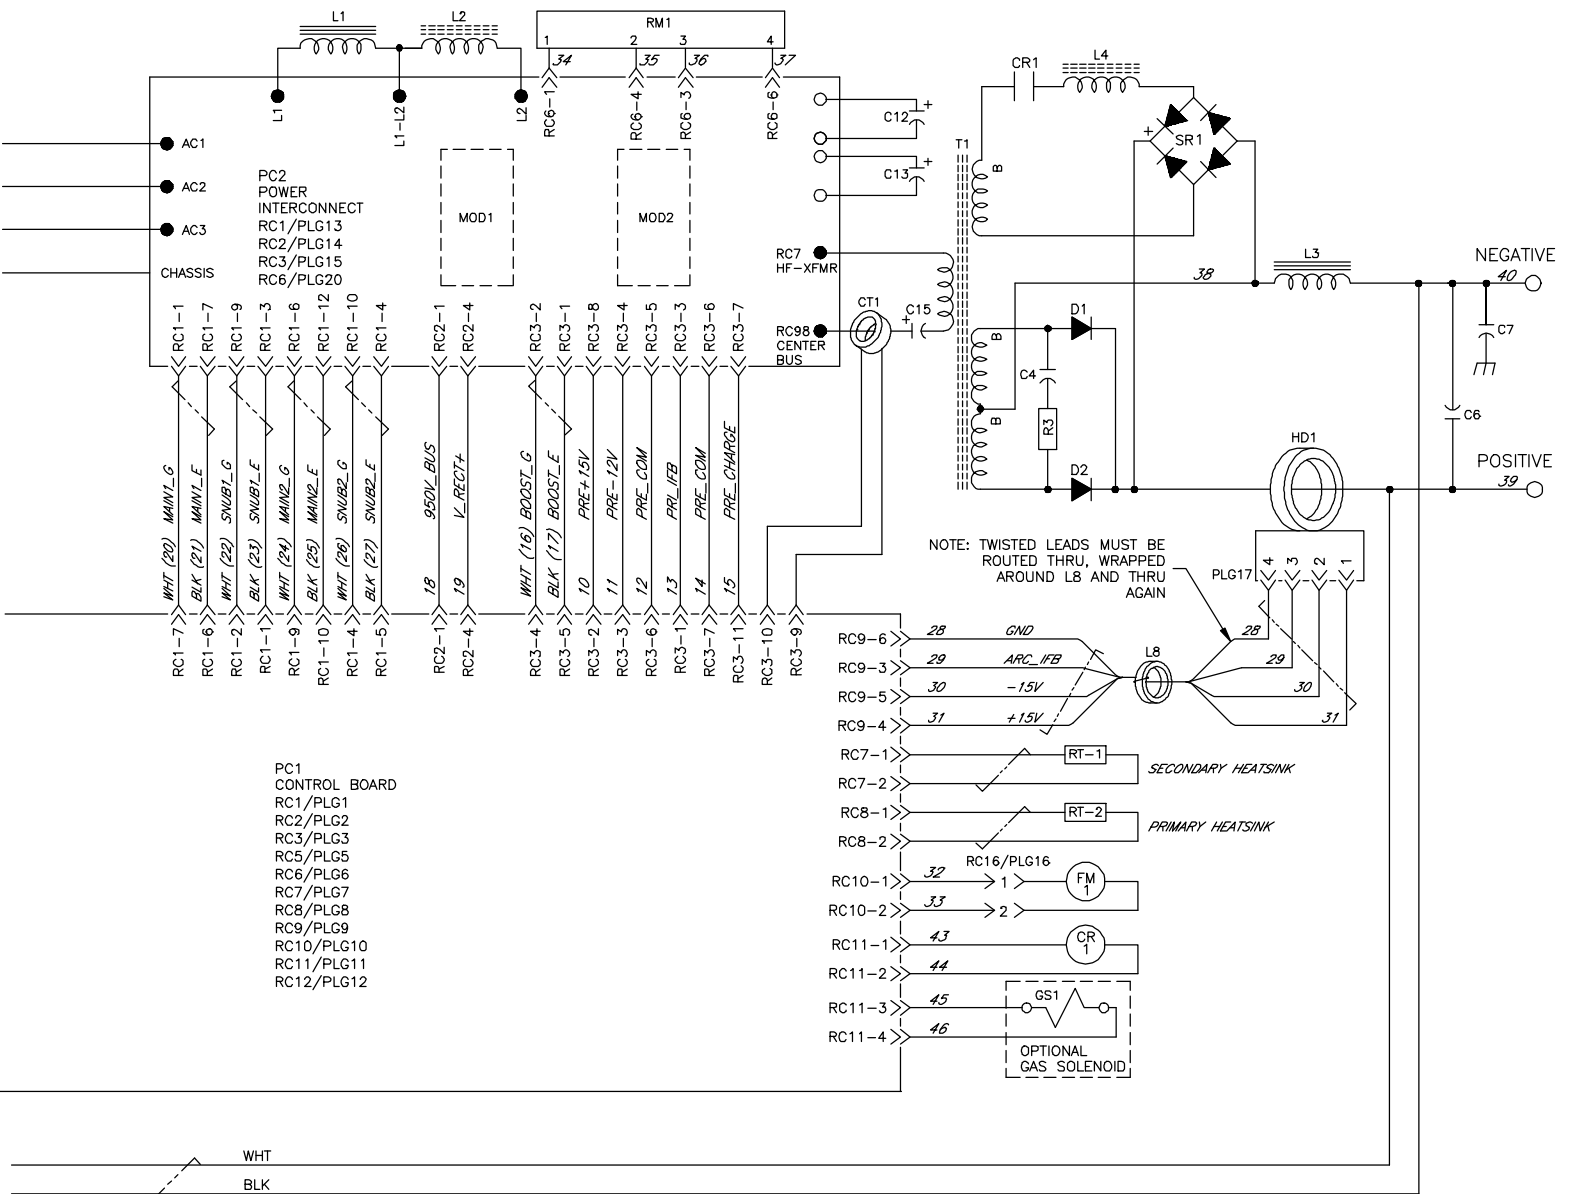 L1
L2
RM1
1 2 3 4
34 35 36 37
L1
L1-L2
L2
RC6-1
RC6-4
RC6-3
RC6-6
AC1
AC2
AC3
CHASSIS
PC2
POWER
INTERCONNECT
RC1/PLG13
RC2/PLG14
RC3/PLG15
RC6/PLG20
MOD1
MOD2
+
C12
+
C13
RC7
HF-XFMR
RC98
CENTER
BUS
CT1
+
C15
T1
B
B
B
CR1
L4
+
SR1
38
L3
NEGATIVE
40
C7
C6
D1
C4
R3
D2
HD1
POSITIVE
39
4 3 2 1
PLG17
NOTE: TWISTED LEADS MUST BE
ROUTED THRU, WRAPPED
AROUND L8 AND THRU
AGAIN
RC1-1
RC1-7
RC1-9
RC1-3
RC1-6
RC1-12
RC1-10
RC1-4
RC2-1
RC2-4
RC3-2
RC3-1
RC3-8
RC3-4
RC3-5
RC3-3
RC3-6
RC3-7
WHT (20) MAIN1_G
BLK (21) MAIN1_E
WHT (22) SNUB1_G
BLK (23) SNUB1_E
WHT (24) MAIN2_G
BLK (25) MAIN2_E
WHT (26) SNUB2_G
BLK (27) SNUB2_E
18 950V_BUS
19 V_RECT+
WHT (16) BOOST_G
BLK (17) BOOST_E
10 PRE+15V
11 PRE-12V
12 PRE_COM
13 PRI_IFB
14 PRE_COM
15 PRE_CHARGE
RC1-7
RC1-6
RC1-2
RC1-1
RC1-9
RC1-10
RC1-4
RC1-5
RC2-1
RC2-4
RC3-4
RC3-5
RC3-2
RC3-3
RC3-6
RC3-1
RC3-7
RC3-11
RC3-10
RC3-9
RC9-6 28 GND
RC9-3 29 ARC_IFB
RC9-5 30 -15V
RC9-4 31 +15V
L8
28
29
30
31
RC7-1 RT-1
RC7-2
SECONDARY HEATSINK
RC8-1 RT-2
RC8-2
PRIMARY HEATSINK
RC16/PLG16
RC10-1 32 1
RC10-2 33 2
FM
1
RC11-1 43
RC11-2 44
CR
1
RC11-3 45
RC11-4 46
GS1
OPTIONAL
GAS SOLENOID
PC1
CONTROL BOARD
RC1/PLG1
RC2/PLG2
RC3/PLG3
RC5/PLG5
RC6/PLG6
RC7/PLG7
RC8/PLG8
RC9/PLG9
RC10/PLG10
RC11/PLG11
RC12/PLG12
WHT
BLK